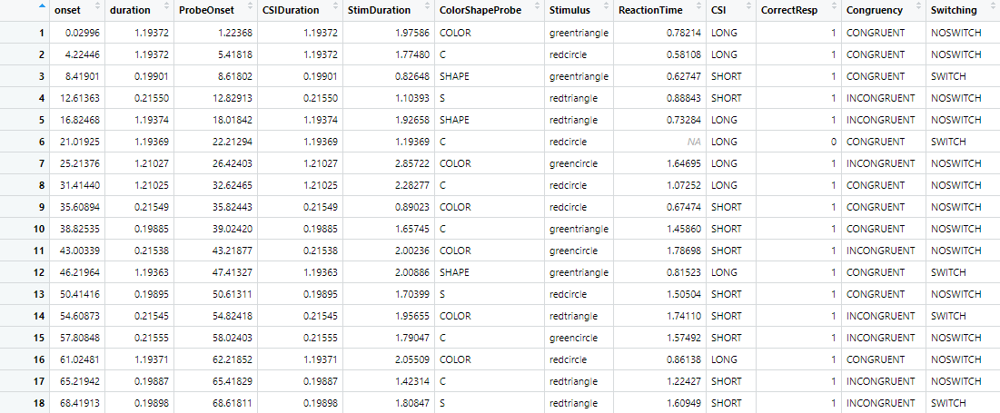 onset duration ProbeOnset CSIDuration StimDuration ColorShapeProbe Stimulus ReactionTime CSI CorrectResp Congruency Switching
1 0.02996 1.19372 1.22368 1.19372 1.97586 COLOR greentriangle 0.78214 LONG 1 CONGRUENT NOSWITCH
2 4.22446 1.19372 5.41818 1.19372 1.77480 C redcircle 0.58108 LONG 1 CONGRUENT NOSWITCH
3 8.41901 0.19901 8.61802 0.19901 0.82648 SHAPE greentriangle 0.62747 SHORT 1 CONGRUENT SWITCH
4 12.61363 0.21550 12.82913 0.21550 1.10393 S redtriangle 0.88843 SHORT 1 INCONGRUENT NOSWITCH
5 16.82468 1.19374 18.01842 1.19374 1.92658 SHAPE redtriangle 0.73284 LONG 1 INCONGRUENT NOSWITCH
6 21.01925 1.19369 22.21294 1.19369 1.19369 C redcircle NA LONG 0 CONGRUENT SWITCH
7 25.21376 1.21027 26.42403 1.21027 2.85722 COLOR greencircle 1.64695 LONG 1 INCONGRUENT NOSWITCH
8 31.41440 1.21025 32.62465 1.21025 2.28277 C redcircle 1.07252 LONG 1 CONGRUENT NOSWITCH
9 35.60894 0.21549 35.82443 0.21549 0.89023 COLOR redcircle 0.67474 SHORT 1 CONGRUENT NOSWITCH
10 38.82535 0.19885 39.02420 0.19885 1.65745 C greentriangle 1.45860 SHORT 1 CONGRUENT NOSWITCH
11 43.00339 0.21538 43.21877 0.21538 2.00236 COLOR greencircle 1.78698 SHORT 1 INCONGRUENT NOSWITCH
12 46.21964 1.19363 47.41327 1.19363 2.00886 SHAPE greentriangle 0.81523 LONG 1 CONGRUENT SWITCH
13 50.41416 0.19895 50.61311 0.19895 1.70399 S redcircle 1.50504 SHORT 1 CONGRUENT NOSWITCH
14 54.60873 0.21545 54.82418 0.21545 1.95655 COLOR redtriangle 1.74110 SHORT 1 INCONGRUENT SWITCH
15 57.80848 0.21555 58.02403 0.21555 1.79047 C greencircle 1.57492 SHORT 1 INCONGRUENT NOSWITCH
16 61.02481 1.19371 62.21852 1.19371 2.05509 COLOR redcircle 0.86138 LONG 1 CONGRUENT NOSWITCH
17 65.21942 0.19887 65.41829 0.19887 1.42314 C redtriangle 1.22427 SHORT 1 INCONGRUENT NOSWITCH
18 68.41913 0.19898 68.61811 0.19898 1.80847 S redtriangle 1.60949 SHORT 1 INCONGRUENT SWITCH